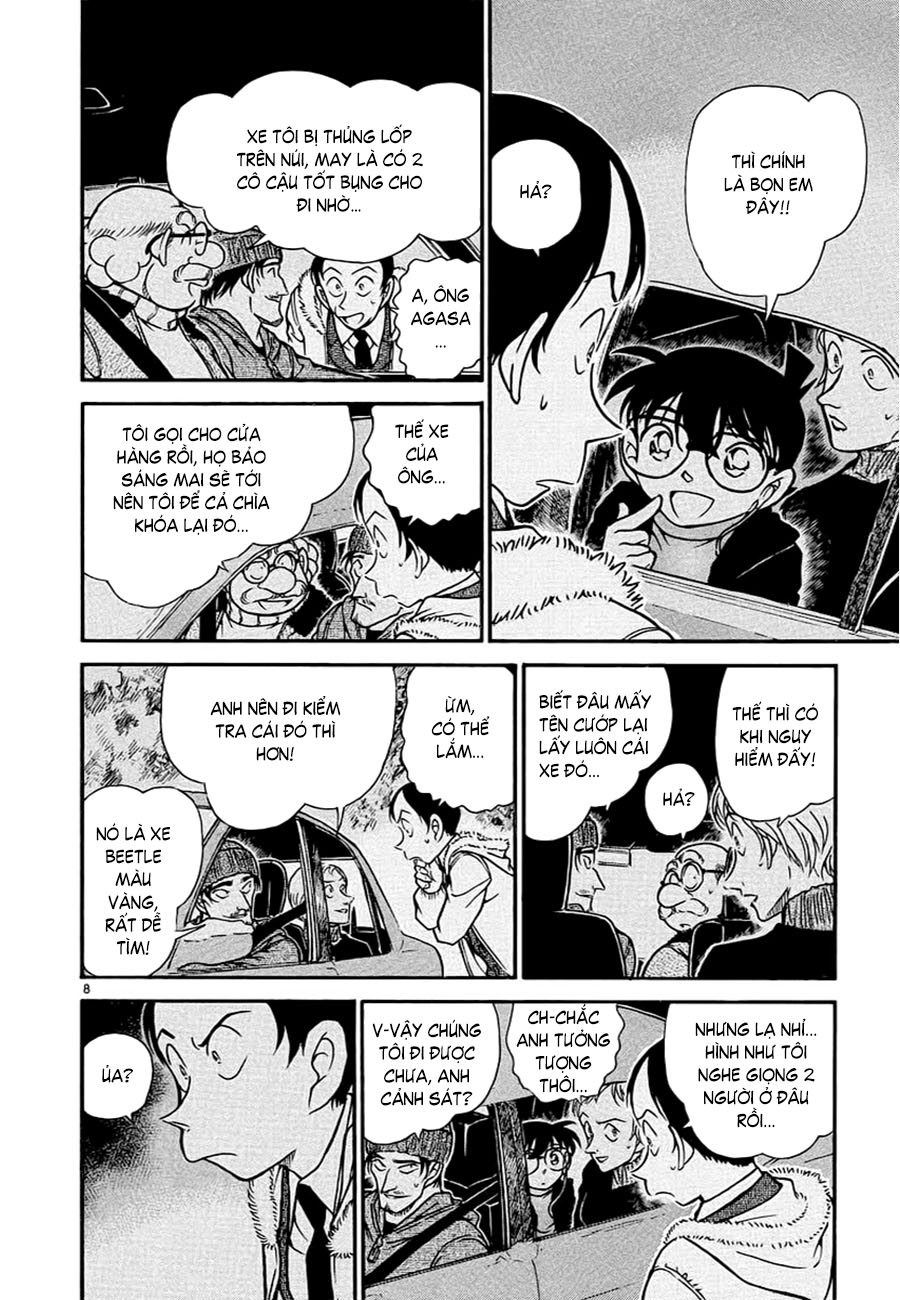 THÌ CHÍNH
LÀ BỌN EM
ĐÂY!!
HẢ?
XE TÔI BỊ THỦNG LỐP
TRÊN NÚI, MAY LÀ CÓ 2
CÔ CẬU TỐT BỤNG CHO
ĐI NHỜ...
A, ÔNG
AGASA
...
THẾ XE
CỦA
ÔNG...
TÔI GỌI CHO CỬA
HÀNG RỒI, HỌ BẢO
SÁNG MAI SẼ TỚI
NÊN TÔI ĐỂ CẢ CHÌA
KHÓA LẠI ĐÓ...
THẾ THÌ CÓ
KHI NGUY
HIỂM ĐẤY!
HẢ?
BIẾT ĐÂU MẤY
TÊN CƯỚP LẠI
LẤY LUÔN CÁI
XE ĐÓ...
ỪM,
CÓ THỂ
LẮM...
ANH NÊN ĐI KIỂM
TRA CÁI ĐÓ THÌ
HƠN!
NÓ LÀ XE
BEETLE
MÀU
VÀNG,
RẤT DỄ
TÌM!
8
NHƯNG LẠ NHỈ...
HÌNH NHƯ TÔI
NGHE GIỌNG 2
NGƯỜI Ở ĐÂU
RỒI...
CH-CHẮC
ANH TƯỞNG
TƯỢNG
THÔI...
V-VẬY CHÚNG
TÔI ĐI ĐƯỢC
CHƯA, ANH
CẢNH SÁT?
ỦA?